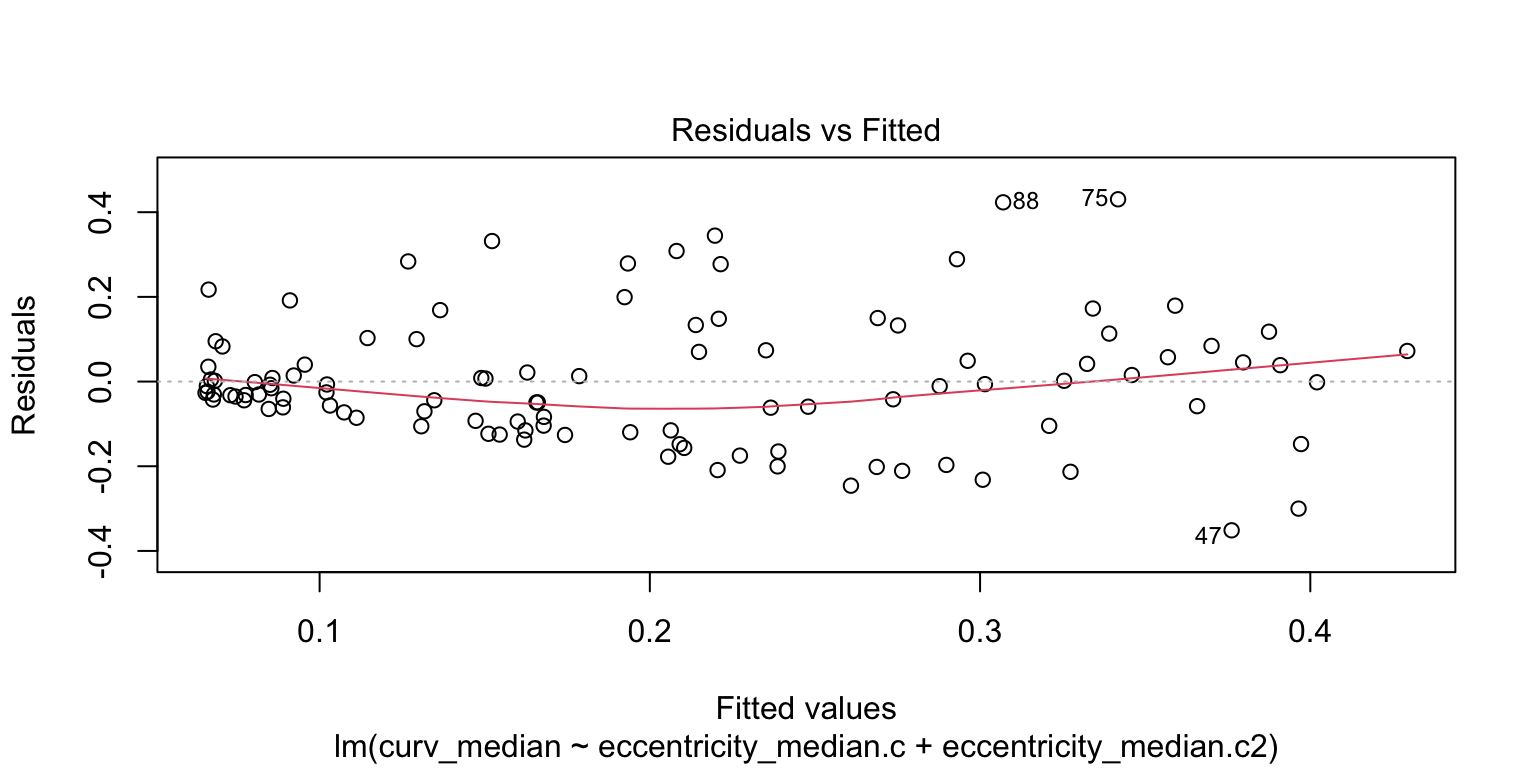 Residuals vs Fitted
Residuals
0.4
0.2
0.0
-0.2
-0.4
88
75
47
0.1 0.2 0.3 0.4
Fitted values
lm(curv_median ~ eccentricity_median.c + eccentricity_median.c2)